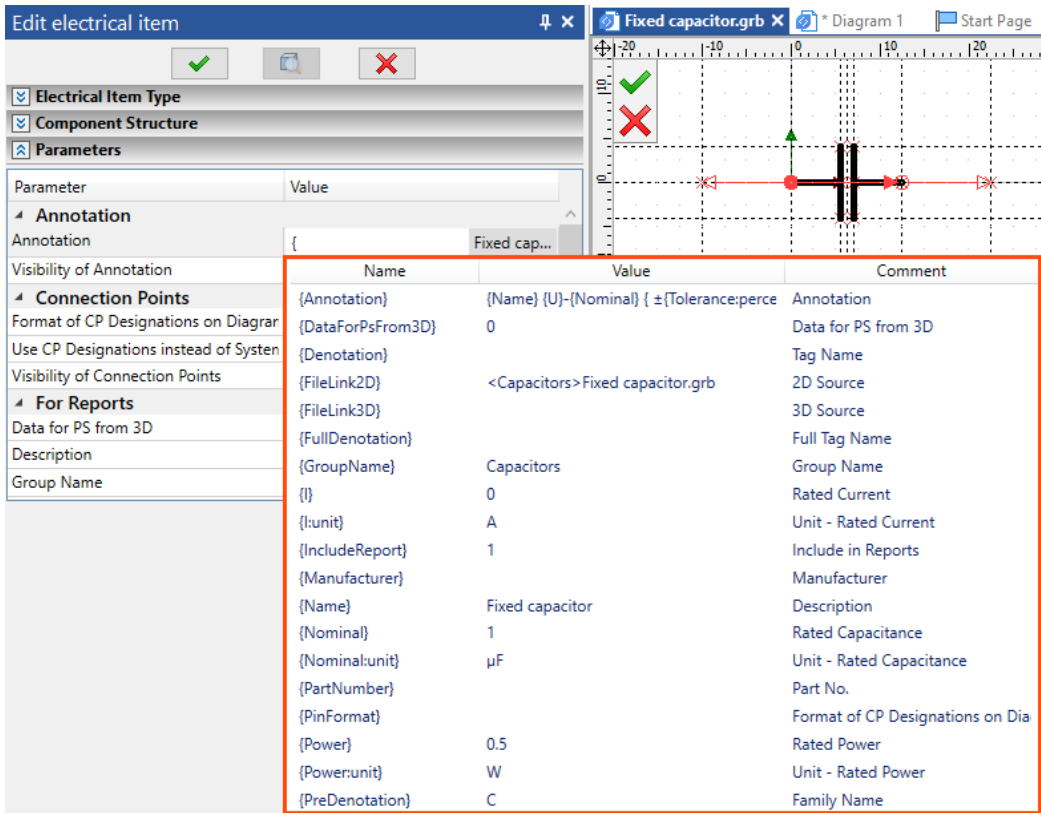 Edit electrical item
Fixed capacitor.grb
* Diagram 1
Start Page
-20 -10 0 10 20
10
0
Electrical Item Type
Component Structure
Parameters
Parameter Value
Annotation
Annotation { Fixed cap...
Visibility of Annotation
Connection Points
Format of CP Designations on Diagrar
Use CP Designations instead of Systen
Visibility of Connection Points
For Reports
Data for PS from 3D
Description
Group Name
Name Value Comment
{Annotation} {Name} {U}-{Nominal} { ±{Tolerance:perce Annotation
{DataForPsFrom3D} 0 Data for PS from 3D
{Denotation} Tag Name
{FileLink2D} <Capacitors>Fixed capacitor.grb 2D Source
{FileLink3D} 3D Source
{FullDenotation} Full Tag Name
{GroupName} Capacitors Group Name
{I} 0 Rated Current
{I:unit} A Unit - Rated Current
{IncludeReport} 1 Include in Reports
{Manufacturer} Manufacturer
{Name} Fixed capacitor Description
{Nominal} 1 Rated Capacitance
{Nominal:unit} µF Unit - Rated Capacitance
{PartNumber} Part No.
{PinFormat} Format of CP Designations on Dia
{Power} 0.5 Rated Power
{Power:unit} W Unit - Rated Power
{PreDenotation} C Family Name